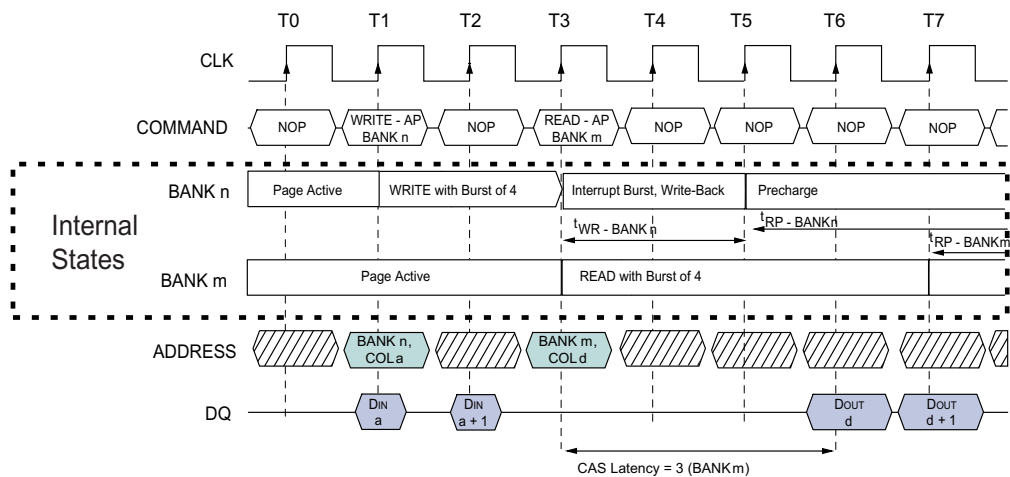 T0 T1 T2 T3 T4 T5 T6 T7
CLK
COMMAND NOP WRITE - AP BANK n NOP READ - AP BANK m NOP NOP NOP NOP
Internal States
BANK n Page Active WRITE with Burst of 4 Interrupt Burst, Write-Back Precharge
tWR - BANK n tRP - BANK n tRP - BANK m
BANK m Page Active READ with Burst of 4
ADDRESS BANK n, COL a BANK m, COL d
DQ DIN a DIN a + 1 DOUT d DOUT d + 1
CAS Latency = 3 (BANK m)